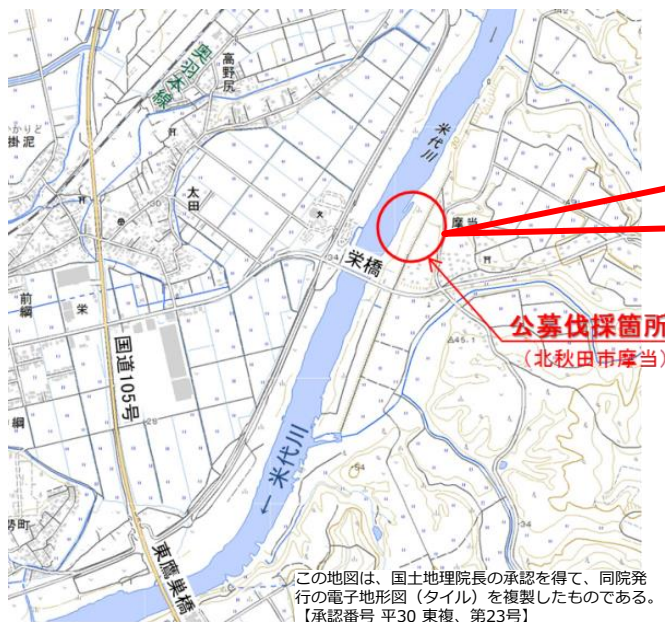 高野尻
奥羽本線
掛泥
米代川
太田
摩当
栄橋
前綱
栄
国道105号
公募伐採箇所
(北秋田市摩当)
45.1
綱
← 米代川
54
34
東鷹巣橋
この地図は、国土地理院長の承認を得て、同院発
行の電子地形図（タイル）を複製したものである。
【承認番号 平30 東複、第23号】